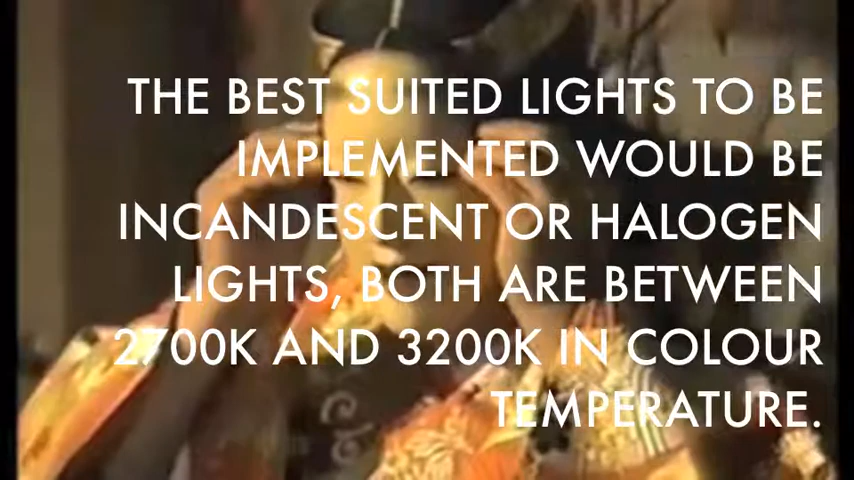 THE BEST SUITED LIGHTS TO BE
IMPLEMENTED WOULD BE
INCANDESCENT OR HALOGEN
LIGHTS, BOTH ARE BETWEEN
2700K AND 3200K IN COLOUR
TEMPERATURE.